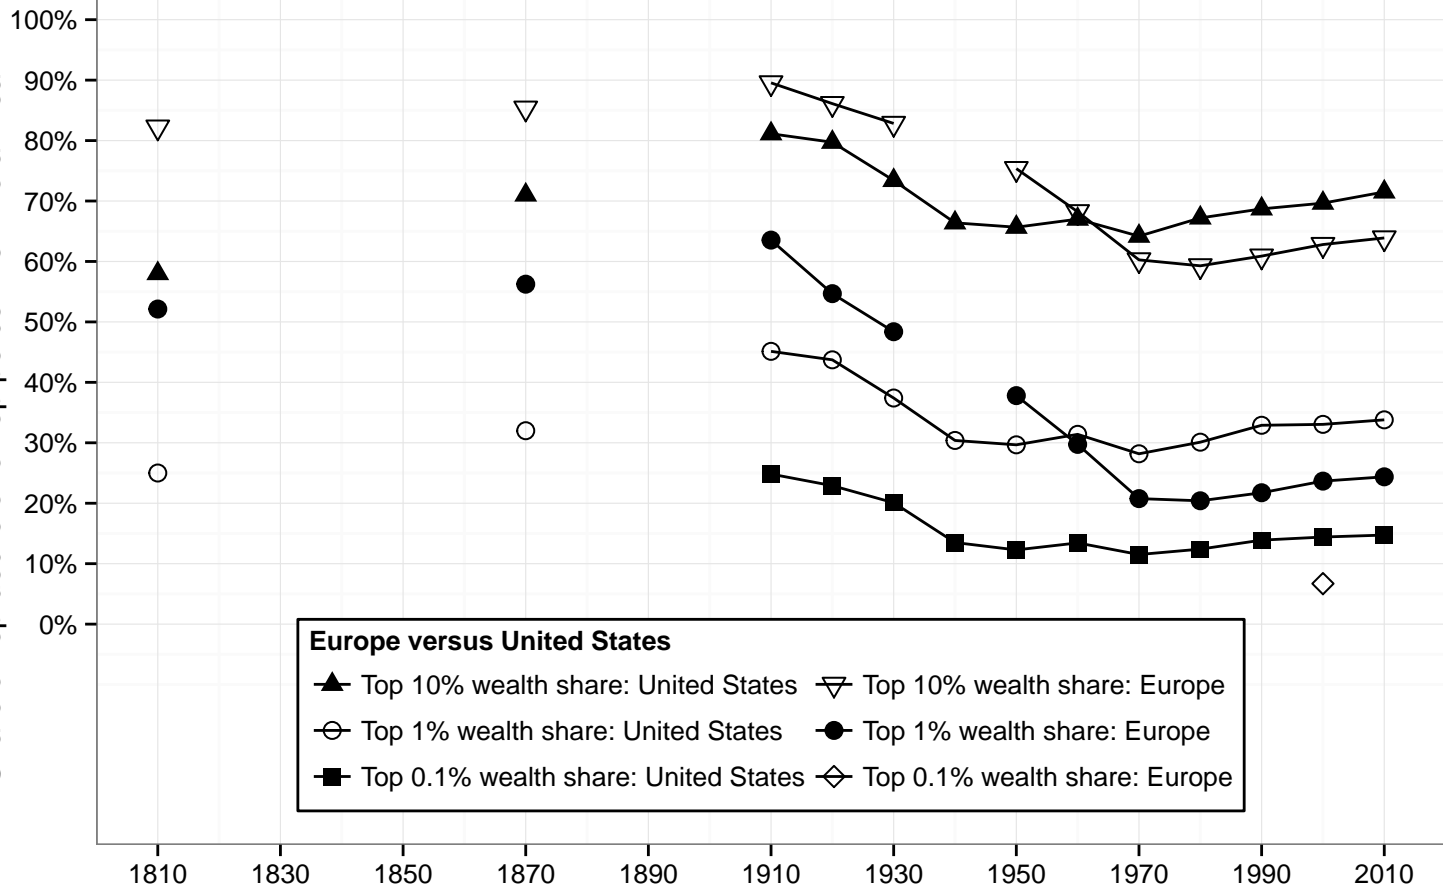 100%
90%
80%
70%
60%
50%
40%
30%
20%
10%
0%
Europe versus United States
Top 10% wealth share: United States Top 10% wealth share: Europe
Top 1% wealth share: United States Top 1% wealth share: Europe
Top 0.1% wealth share: United States Top 0.1% wealth share: Europe
1810 1830 1850 1870 1890 1910 1930 1950 1970 1990 2010